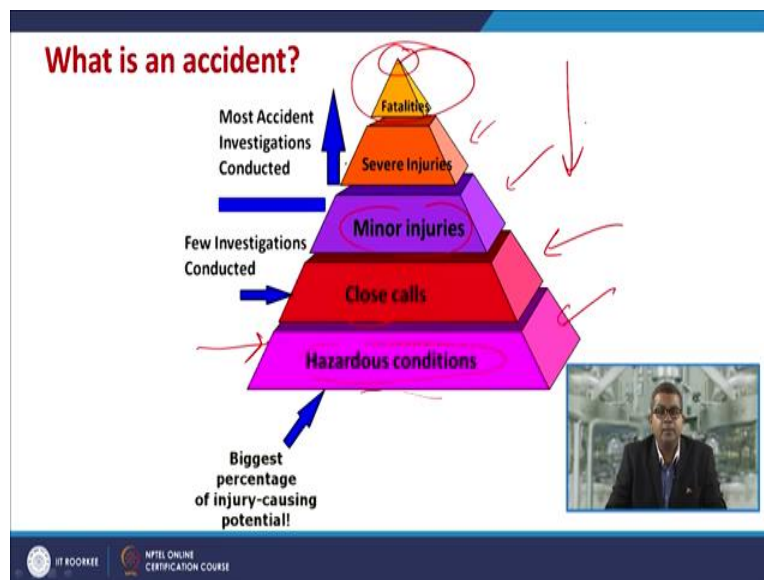 What is an accident?
Most Accident
Investigations
Conducted
Fatalities
Severe Injuries
Minor injuries
Few Investigations
Conducted
Close calls
Hazardous conditions
Biggest
percentage
of injury-causing
potential!
IIT ROORKEE
NPTEL ONLINE
CERTIFICATION COURSE